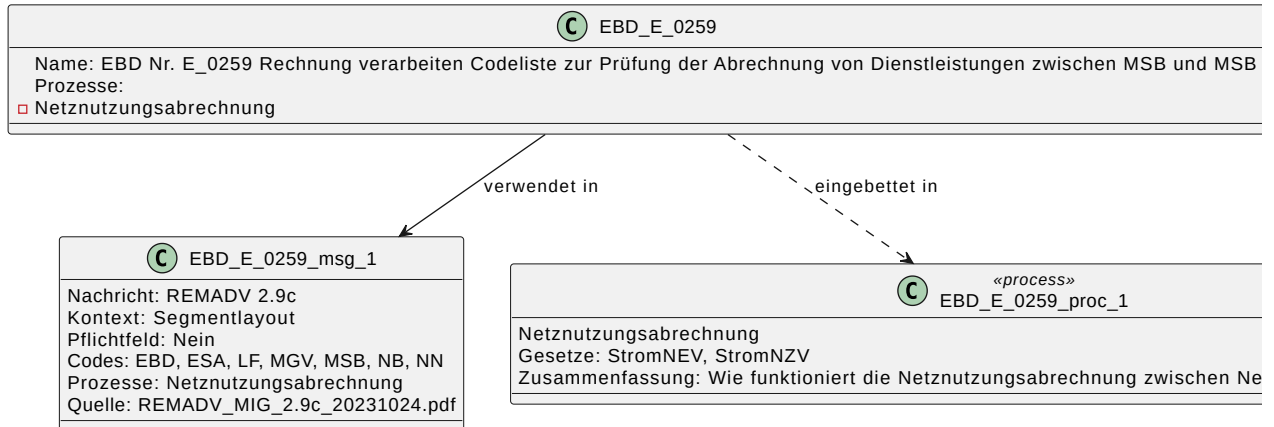 C EBD_E_0259
Name: EBD Nr. E_0259 Rechnung verarbeiten Codeliste zur Prüfung der Abrechnung von Dienstleistungen zwischen MSB und MSB
Prozesse:
Netznutzungsabrechnung
verwendet in
eingebettet in
C EBD_E_0259_msg_1
Nachricht: REMADV 2.9c
Kontext: Segmentlayout
Pflichtfeld: Nein
Codes: EBD, ESA, LF, MGV, MSB, NB, NN
Prozesse: Netznutzungsabrechnung
Quelle: REMADV_MIG_2.9c_20231024.pdf
C «process»
EBD_E_0259_proc_1
Netznutzungsabrechnung
Gesetze: StromNEV, StromNZV
Zusammenfassung: Wie funktioniert die Netznutzungsabrechnung zwischen Ne